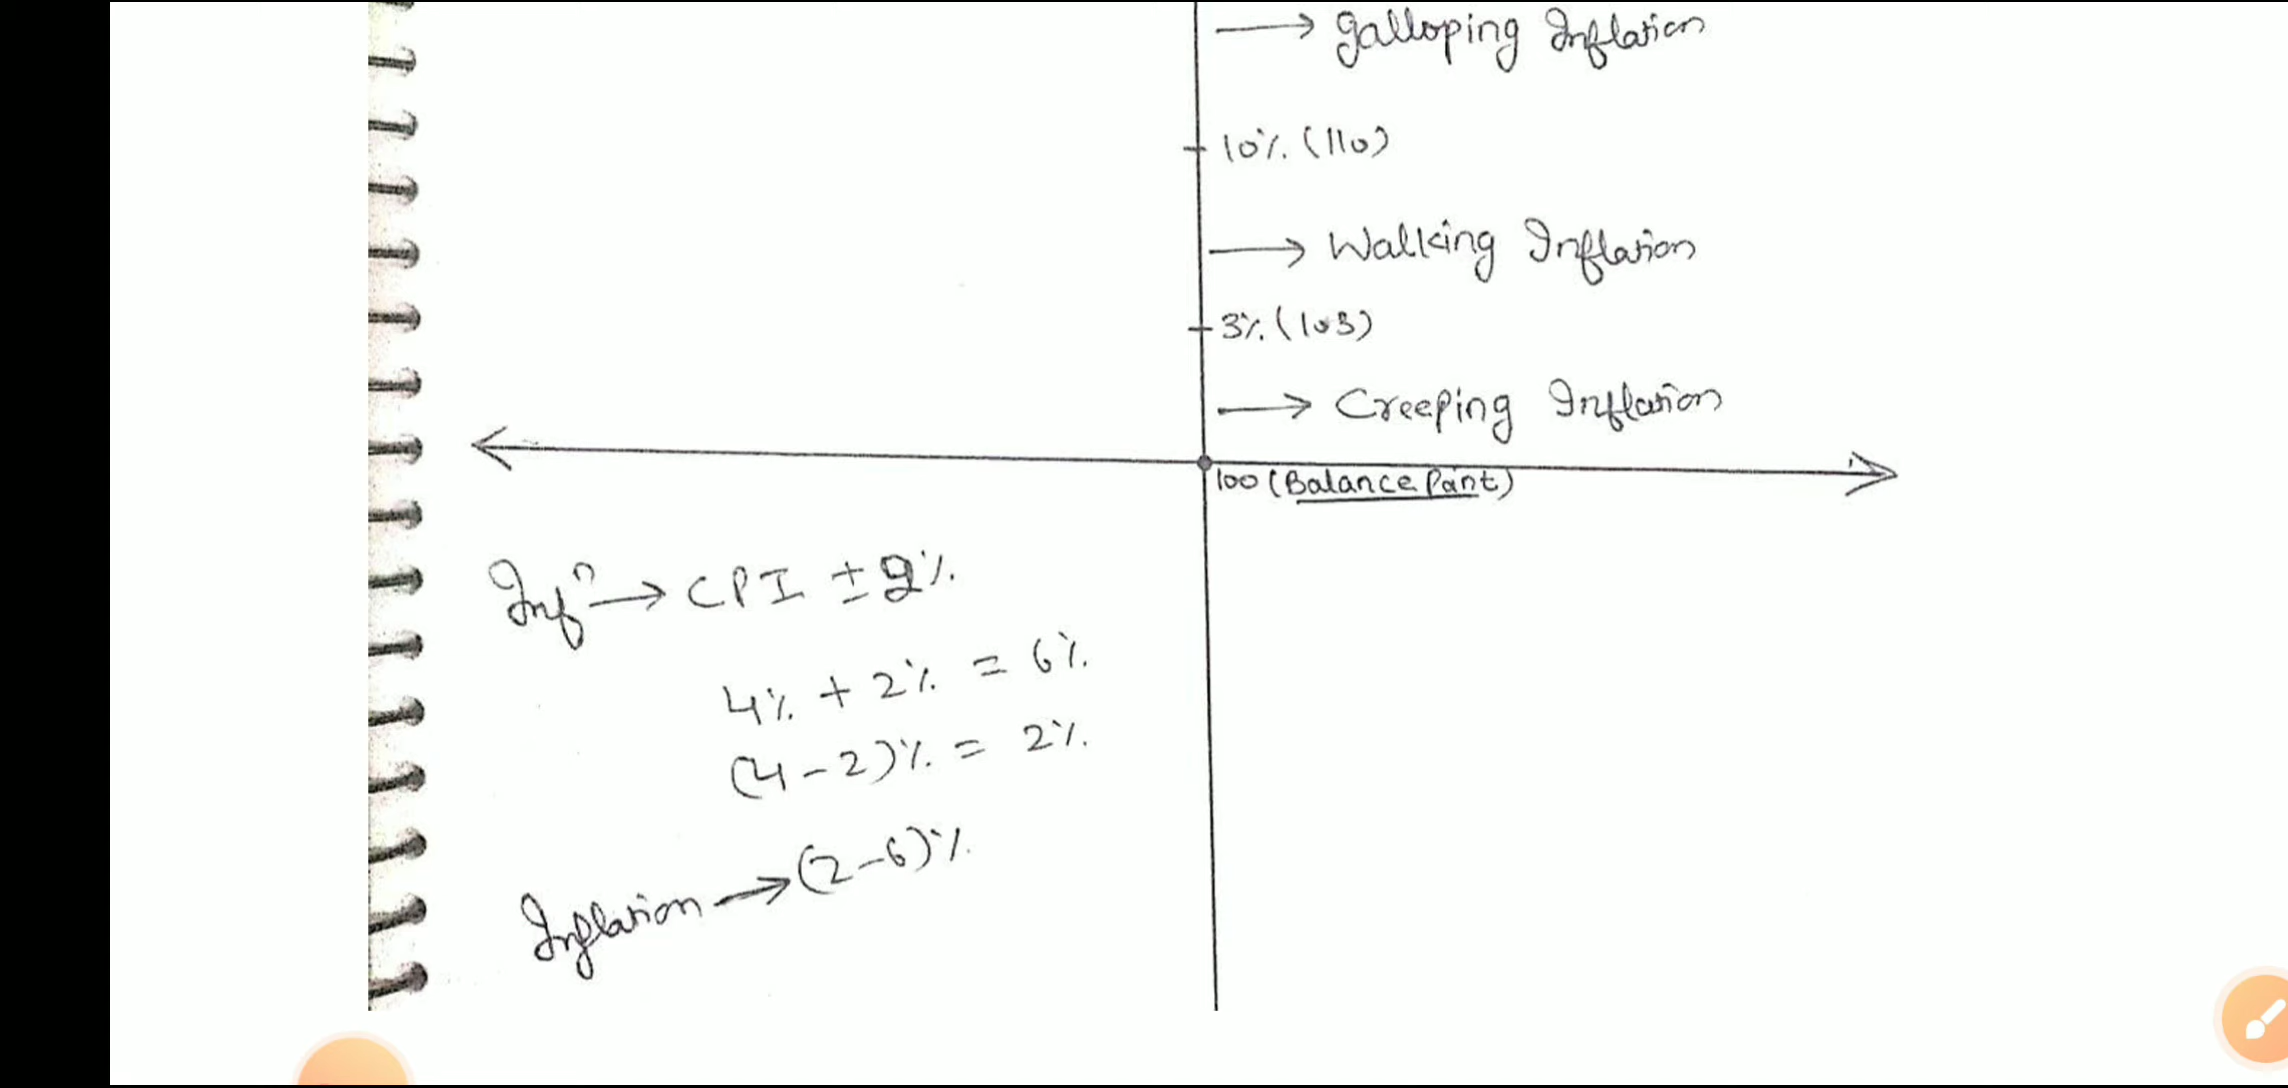 → galloping Inflation
10% (110)
→ Walking Inflation
3% (103)
→ Creeping Inflation
100 (Balance Point)
Infⁿ → CPI ± 2%
4% + 2% = 6%
(4-2)% = 2%
Inflation → (2-6)%